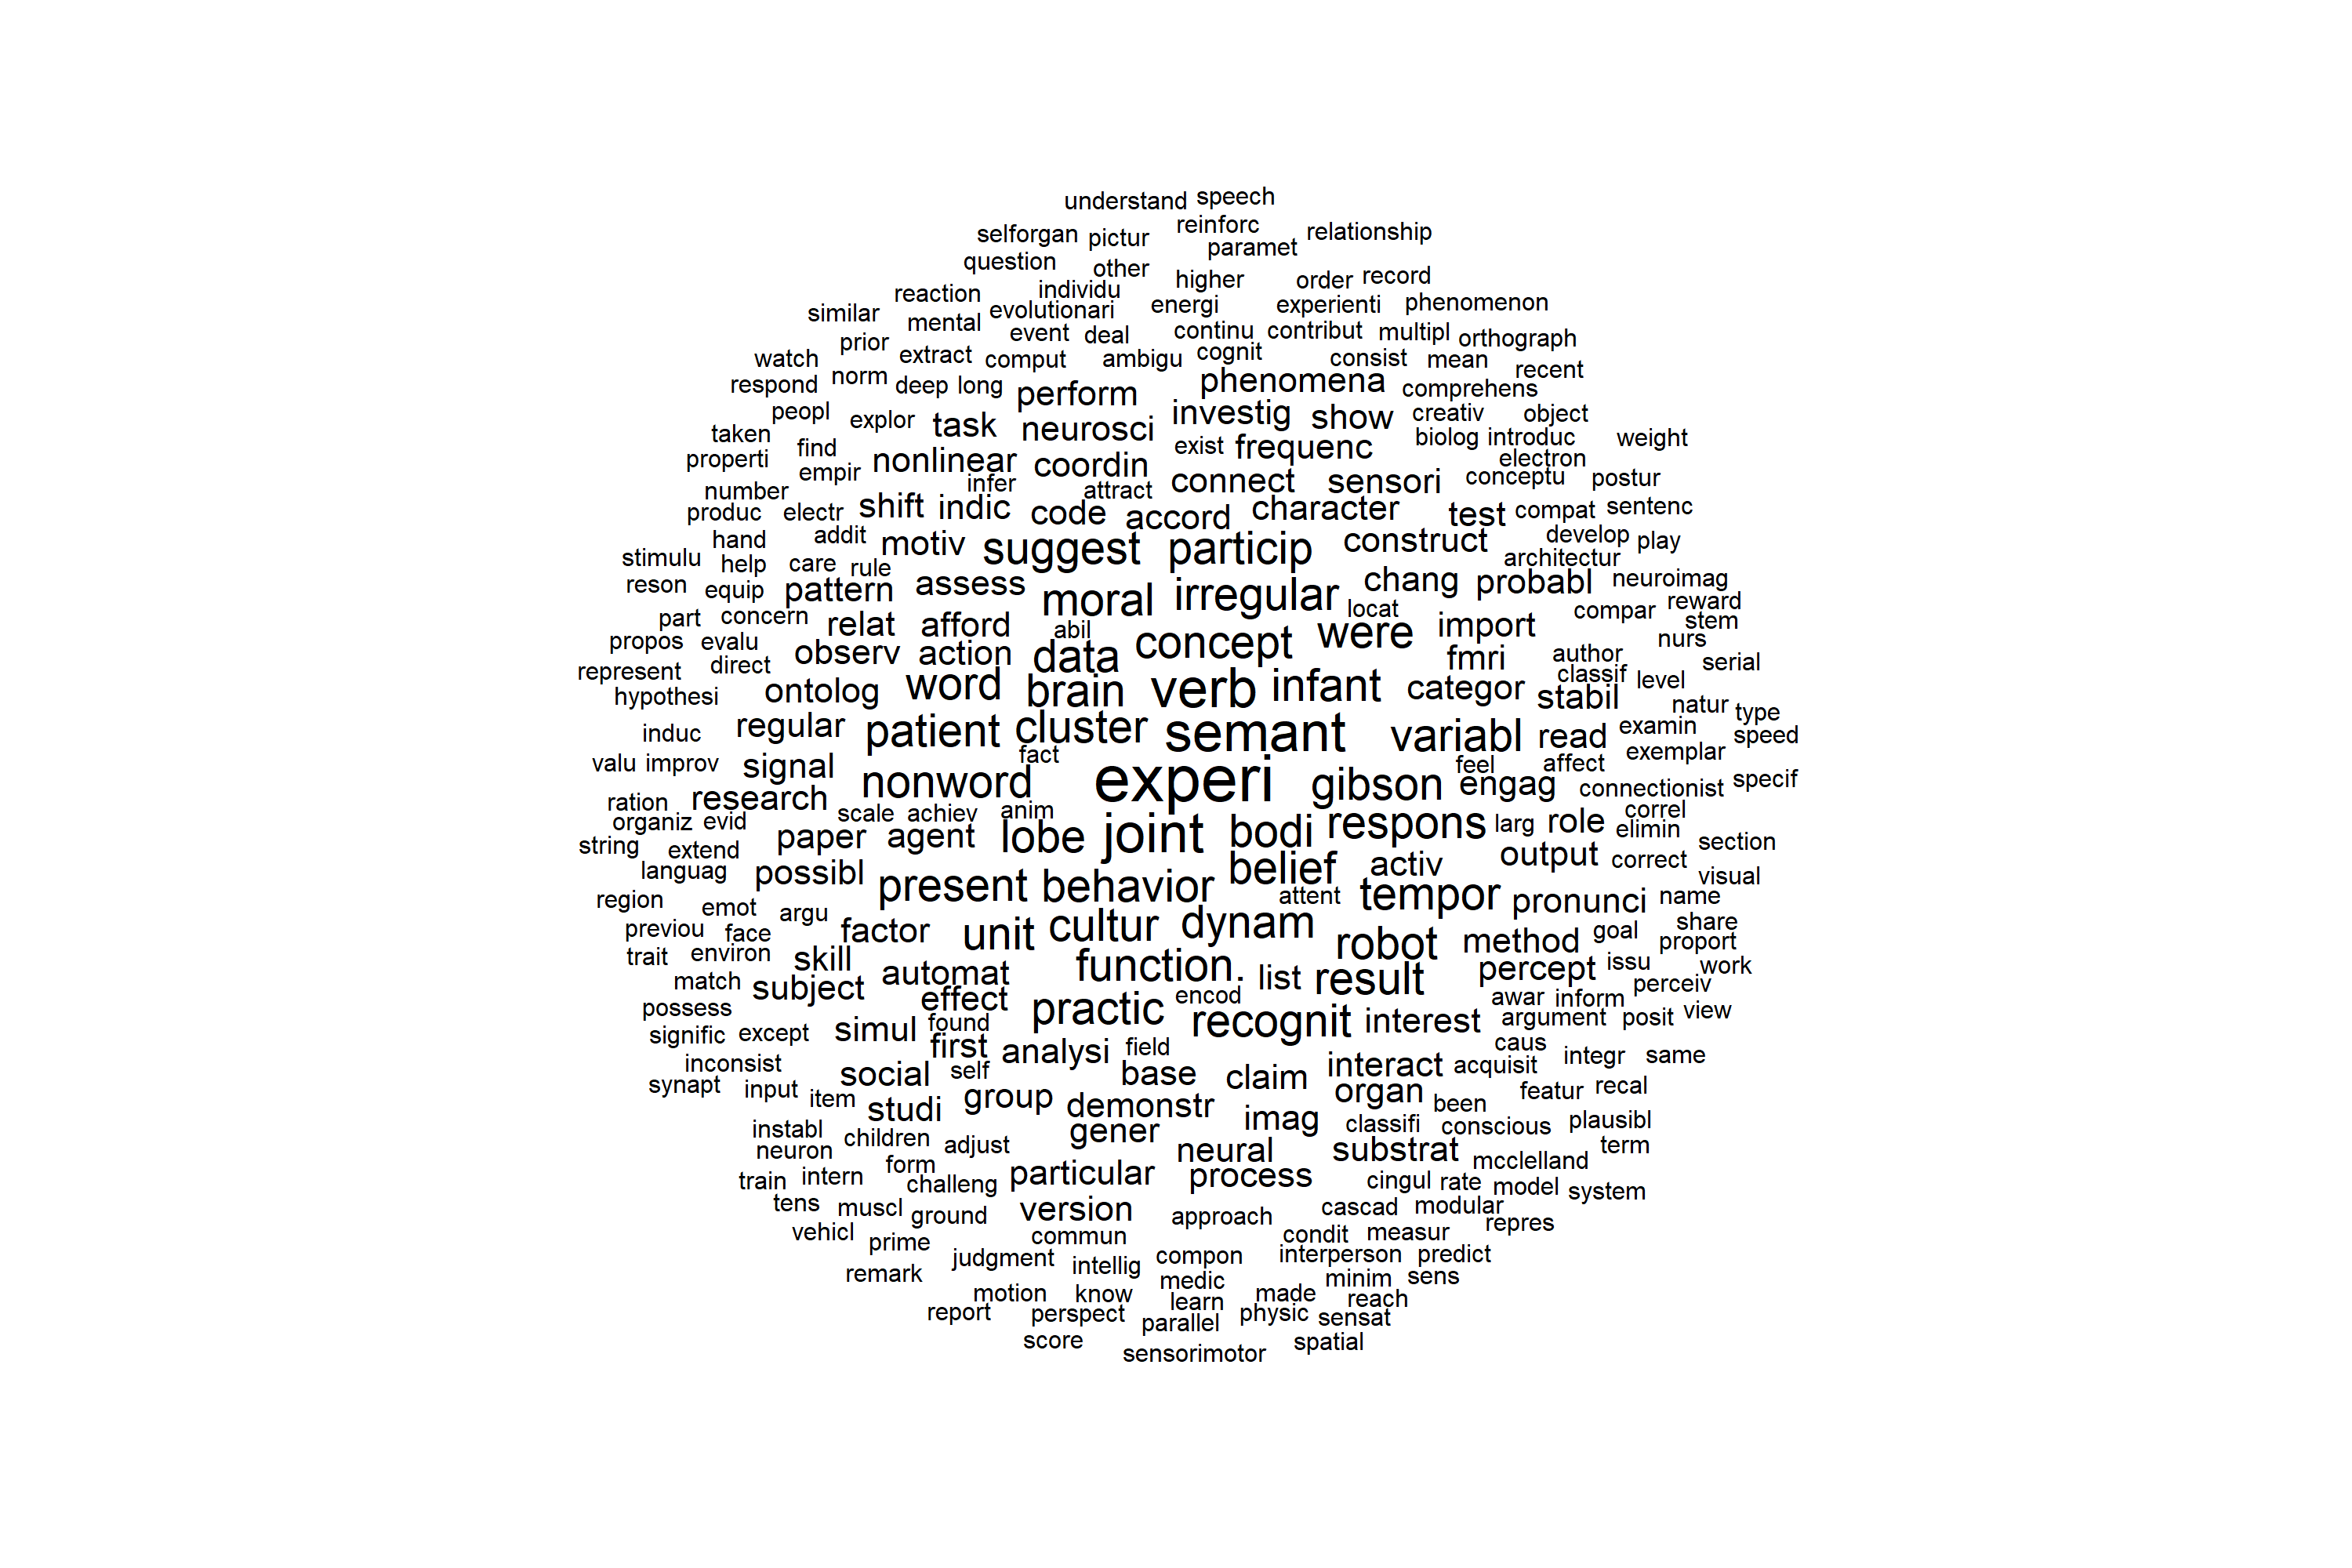 understand speech
selforgan pictur reinforc relationship
paramet
question other higher order record
reaction individu energi experienti phenomenon
similar mental evolutionari event deal continu contribut multipl orthograph
prior extract comput ambigu cognit consist mean recent
watch norm deep long perform phenomena comprehens
respond peopl explor task neurosci investig show creativ object
taken find nonlinear coordin exist frequenc biolog introduc weight
properti empir infer attract connect sensori electron conceptu postur
number produc electr shift indic code accord character test compat sentenc
hand addit motiv suggest particip construct develop play
stimulu help care rule architectur
reson equip pattern assess moral irregular chang probabl neuroimag
part concern relat afford abil locat import compar reward stem
propos evalu observ action data concept were fmri author nurs
represent direct ontolog word brain verb infant categor classif level serial
hypothesi stabil natur type
induc regular patient cluster semant variabl read examin speed
valu improv signal fact feel affect exemplar
nonword experi gibson engag connectionist specif
ration research scale achiev anim correl
organiz evid paper agent lobe joint bodi respons larg role elimin section
string extend possibl belief activ output correct
languag visual
region emot argu present behavior attent tempor pronunci name
previou face factor unit cultur dynam robot method goal share
trait environ skill automat function. list result percept issu proport work
match subject effect practic encod recognit interest awar inform perceiv
possess signific except simul found first analysi field argument posit view
inconsist social self base claim interact caus acquisit integr same
synapt input item studi group demonstr imag organ been featur recal
instabl children adjust gener neural classifi conscious plausibl
neuron form substrat mcclelland term
train intern challeng particular process cingul rate model system
tens muscl ground version approach cascad modular
vehicl prime commun condit measur repres
judgment intellig compon interperson predict
remark medic minim sens
motion know learn made reach
report perspect parallel physic sensat
score sensorimotor spatial